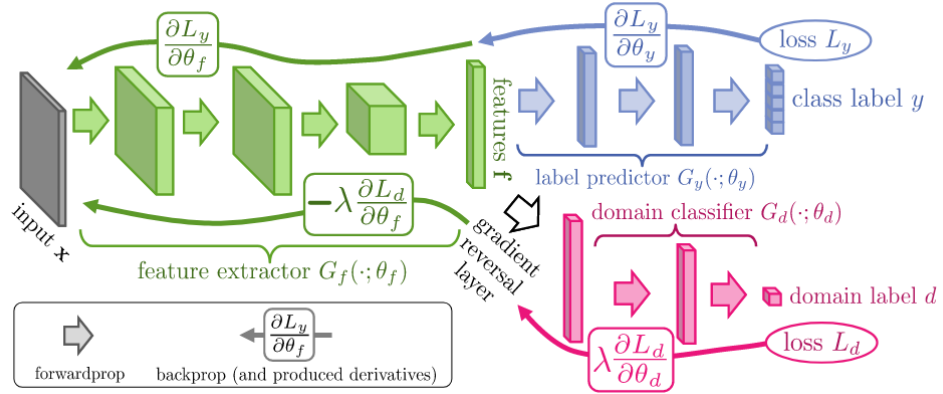 ∂L_y/∂θ_f
∂L_y/∂θ_y
loss L_y
features f
class label y
label predictor G_y(·;θ_y)
input x
−λ ∂L_d/∂θ_f
feature extractor G_f(·;θ_f)
gradient
reversal
layer
domain classifier G_d(·;θ_d)
domain label d
loss L_d
λ ∂L_d/∂θ_d
∂L_y/∂θ_f
forwardprop
backprop (and produced derivatives)